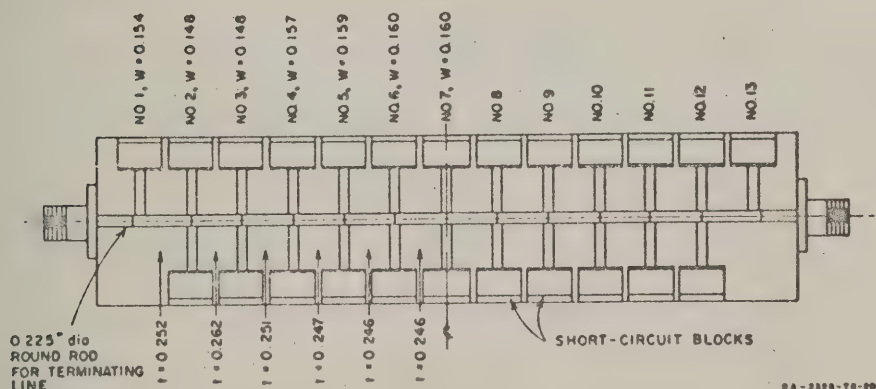 NO 1, W = 0.154
NO 2, W = 0.148
NO 3, W = 0.148
NO 4, W = 0.157
NO 5, W = 0.159
NO 6, W = 0.160
NO 7, W = 0.160
NO 8
NO 9
NO.10
NO.11
NO.12
NO.13
0.225" dia
ROUND ROD
FOR TERMINATING
LINE
t = 0.252
t = 0.262
t = 0.251
t = 0.247
t = 0.246
t = 0.246
SHORT-CIRCUIT BLOCKS